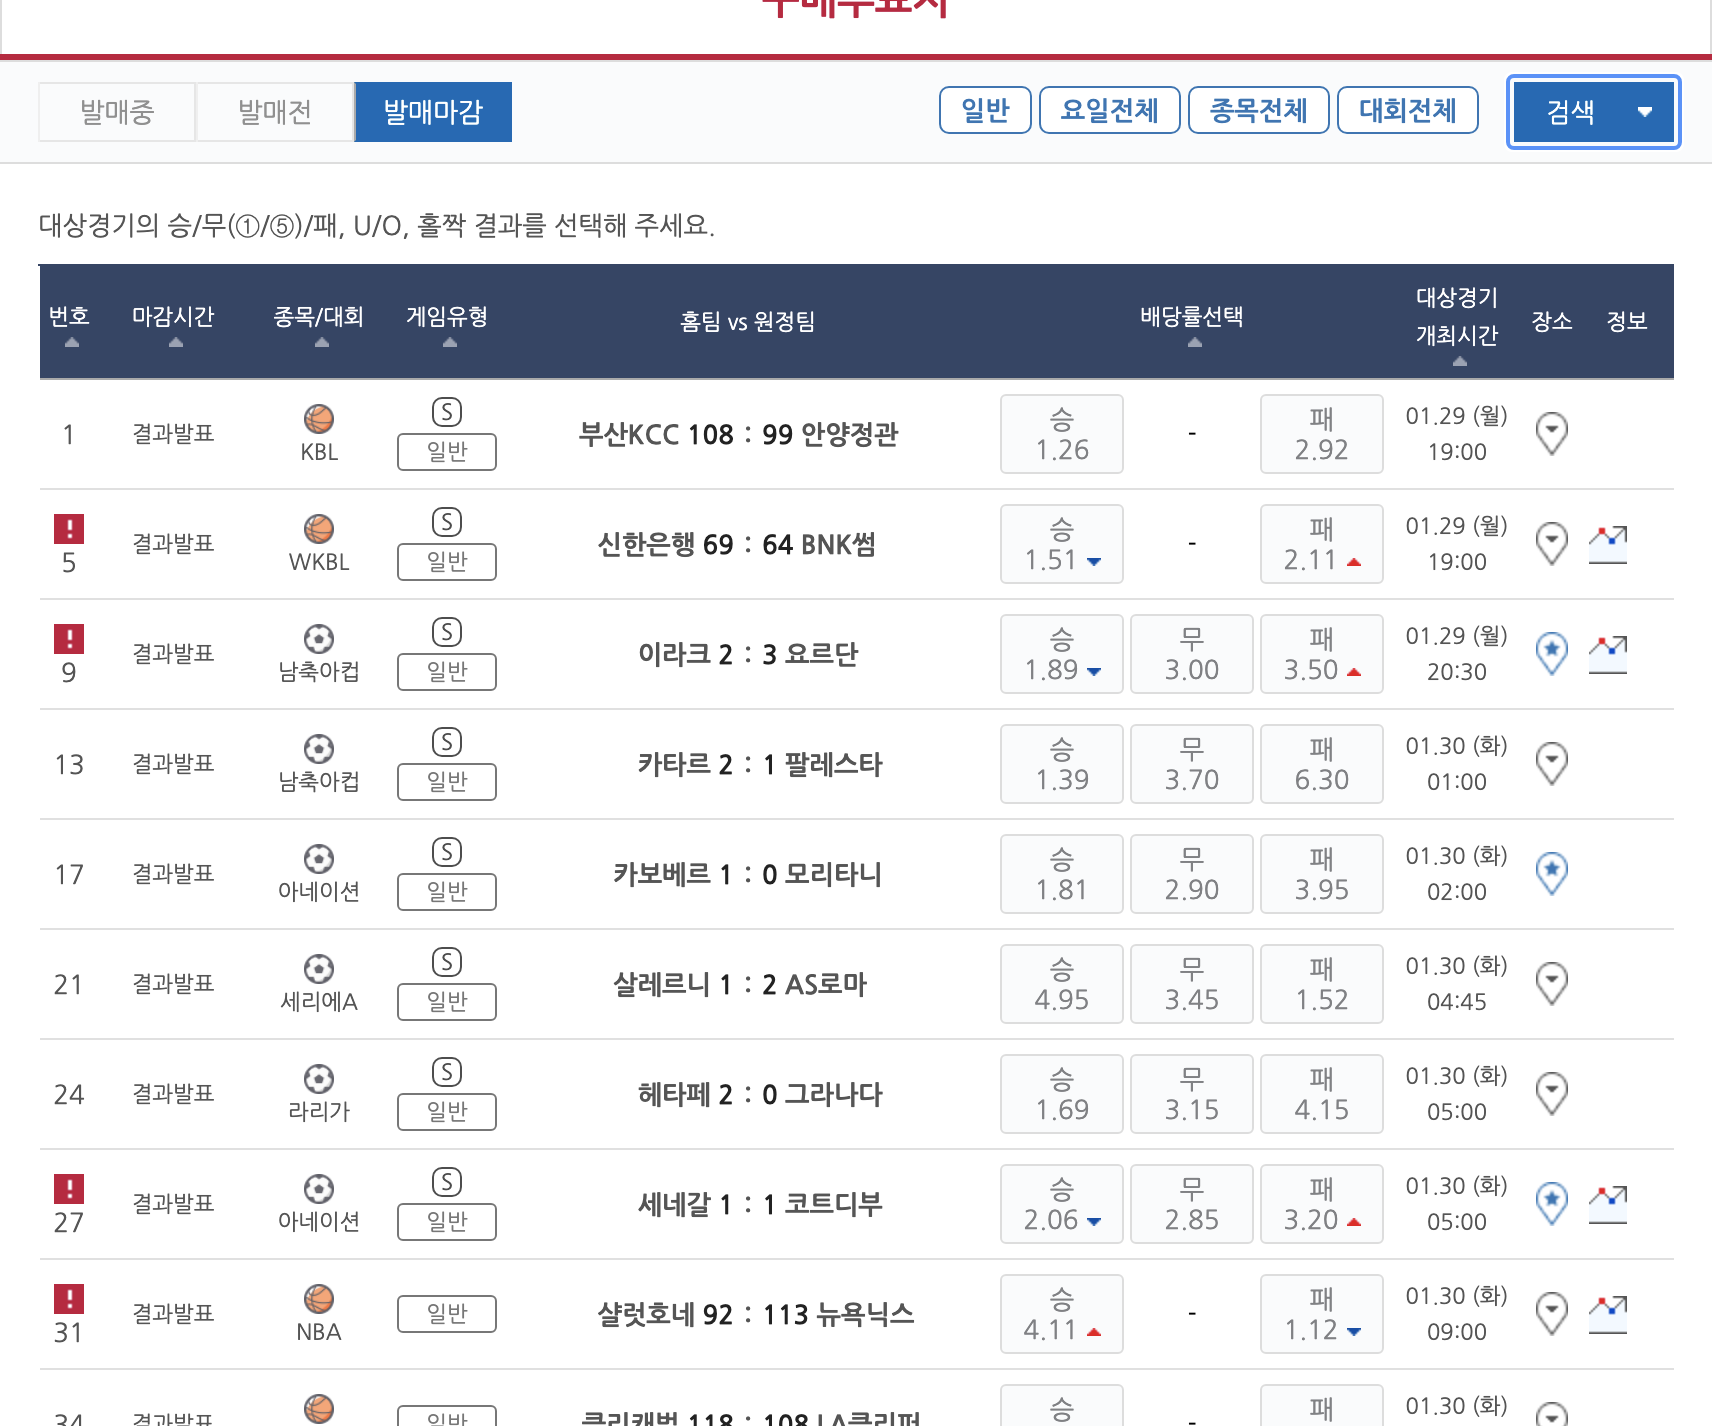 구매투표지
발매중 발매전 발매마감 일반 요일전체 종목전체 대회전체 검색
대상경기의 승/무(①/⑤)/패, U/O, 홀짝 결과를 선택해 주세요.
번호 마감시간 종목/대회 게임유형 홈팀 vs 원정팀 배당률선택 대상경기 개최시간 장소 정보
1 결과발표 KBL S 일반 부산KCC 108 : 99 안양정관 승 1.26 - 패 2.92 01.29 (월) 19:00
! 5 결과발표 WKBL S 일반 신한은행 69 : 64 BNK썸 승 1.51 - 패 2.11 01.29 (월) 19:00
! 9 결과발표 남축아컵 S 일반 이라크 2 : 3 요르단 승 1.89 무 3.00 패 3.50 01.29 (월) 20:30
13 결과발표 남축아컵 S 일반 카타르 2 : 1 팔레스타 승 1.39 무 3.70 패 6.30 01.30 (화) 01:00
17 결과발표 아네이션 S 일반 카보베르 1 : 0 모리타니 승 1.81 무 2.90 패 3.95 01.30 (화) 02:00
21 결과발표 세리에A S 일반 살레르니 1 : 2 AS로마 승 4.95 무 3.45 패 1.52 01.30 (화) 04:45
24 결과발표 라리가 S 일반 헤타페 2 : 0 그라나다 승 1.69 무 3.15 패 4.15 01.30 (화) 05:00
! 27 결과발표 아네이션 S 일반 세네갈 1 : 1 코트디부 승 2.06 무 2.85 패 3.20 01.30 (화) 05:00
! 31 결과발표 NBA 일반 샬럿호네 92 : 113 뉴욕닉스 승 4.11 - 패 1.12 01.30 (화) 09:00
34 결과발표 일반 클리캐벌 118 : 108 LA클리퍼 승 - 패 01.30 (화)